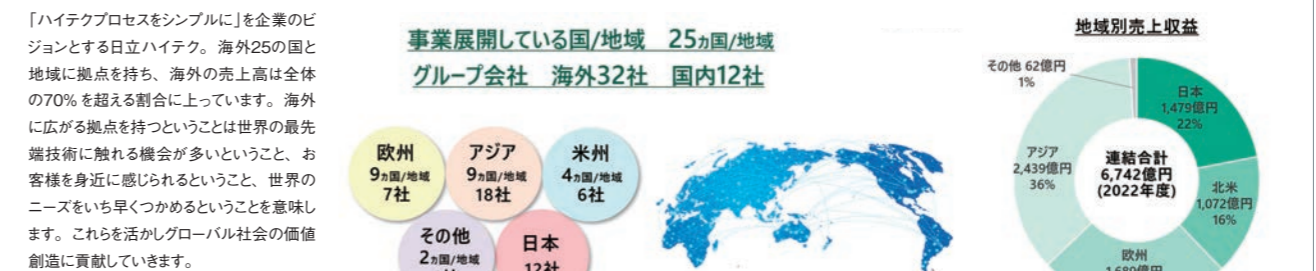 「ハイテクプロセスをシンプルに」を企業のビ
ジョンとする日立ハイテク。海外25の国と
地域に拠点を持ち、海外の売上高は全体
の70％を超える割合に上っています。海外
に広がる拠点を持つということは世界の最先
端技術に触れる機会が多いということ、お
客様を身近に感じられるということ、世界の
ニーズをいち早くつかめるということを意味し
ます。これらを活かしグローバル社会の価値
創造に貢献していきます。
事業展開している国/地域　25ヵ国/地域
グループ会社　海外32社　国内12社
欧州
9ヵ国/地域
7社
アジア
9ヵ国/地域
18社
米州
4ヵ国/地域
6社
その他
2ヵ国/地域
日本
12社
地域別売上収益
その他 62億円
1%
日本
1,479億円
22%
アジア
2,439億円
36%
連結合計
6,742億円
(2022年度)
北米
1,072億円
16%
欧州